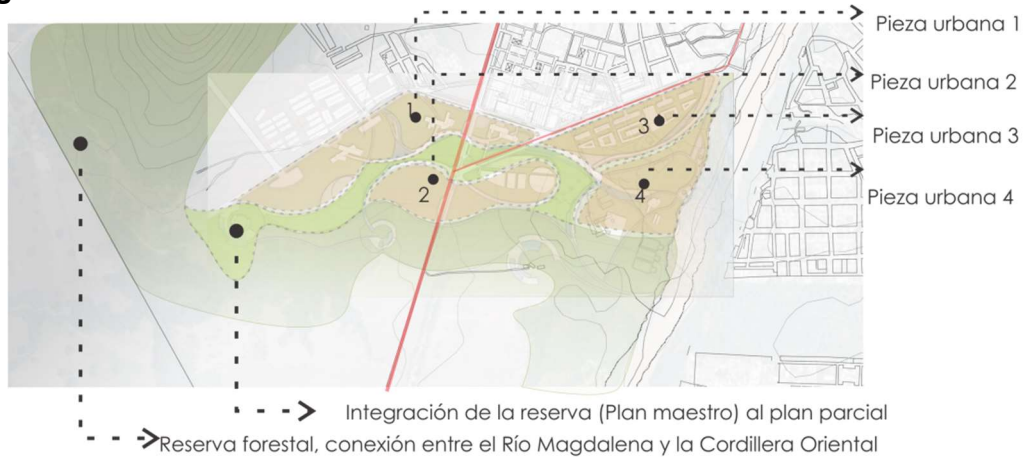 Pieza urbana 1
Pieza urbana 2
1
3
Pieza urbana 3
2
4
Pieza urbana 4
Integración de la reserva (Plan maestro) al plan parcial
Reserva forestal, conexión entre el Río Magdalena y la Cordillera Oriental